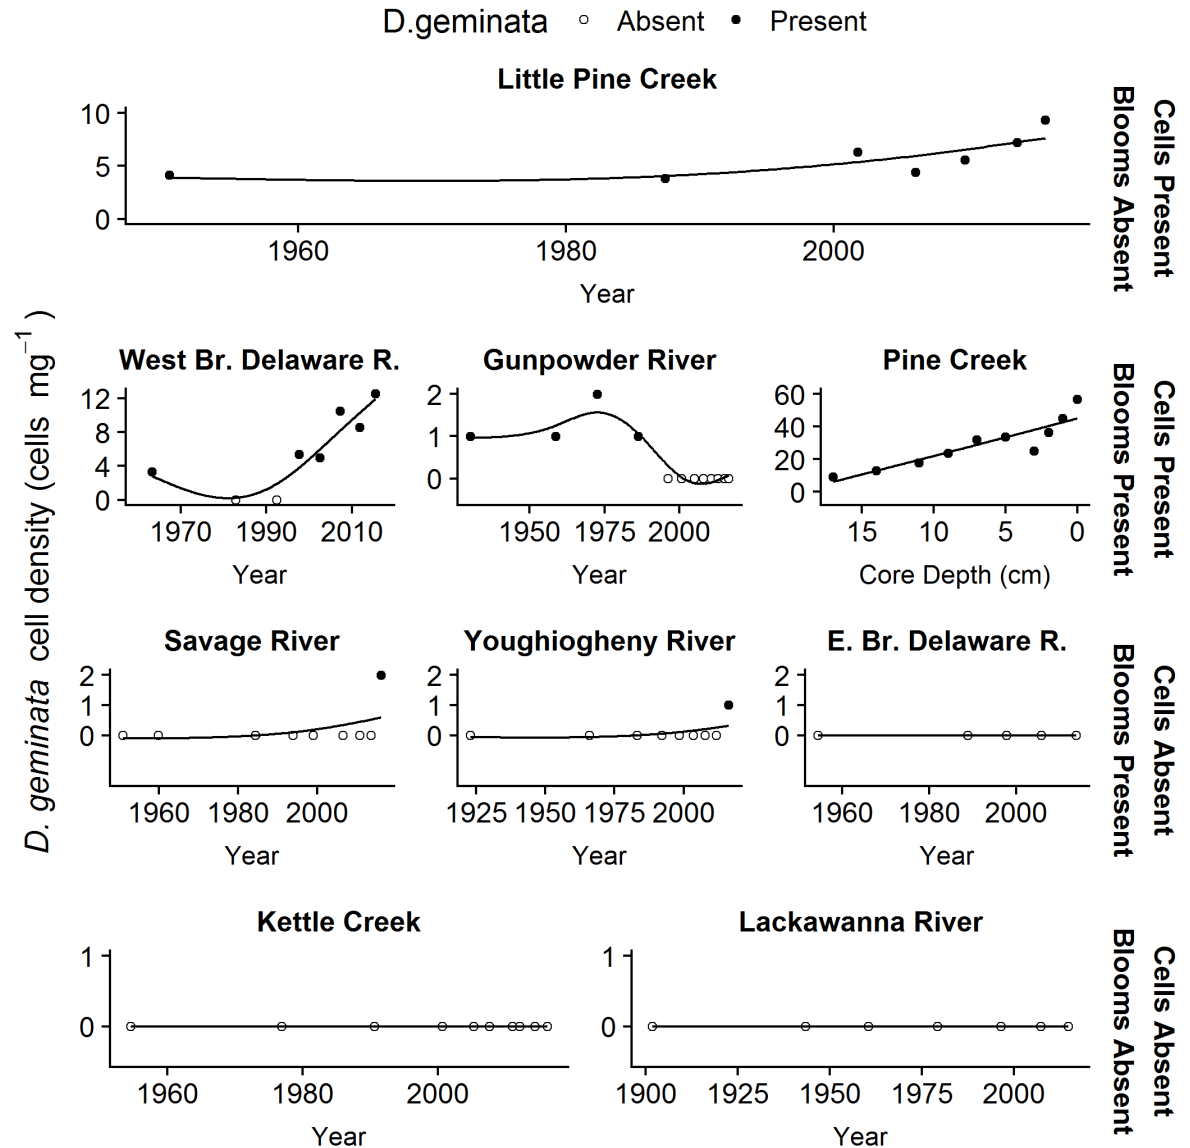 D.geminata Absent Present
Little Pine Creek
10
5
0
1960 1980 2000
Year
Cells Present
Blooms Absent
D. geminata cell density (cells mg−1 )
West Br. Delaware R.
12
8
4
0
1970 1990 2010
Year
Gunpowder River
2
1
0
1950 1975 2000
Year
Pine Creek
60
40
20
0
15 10 5 0
Core Depth (cm)
Cells Present
Blooms Present
Savage River
2
1
0
1960 1980 2000
Year
Youghiogheny River
2
1
0
1925 1950 1975 2000
Year
E. Br. Delaware R.
2
1
0
1960 1980 2000
Year
Cells Absent
Blooms Present
Kettle Creek
1
0
1960 1980 2000
Year
Lackawanna River
1
0
1900 1925 1950 1975 2000
Year
Cells Absent
Blooms Absent